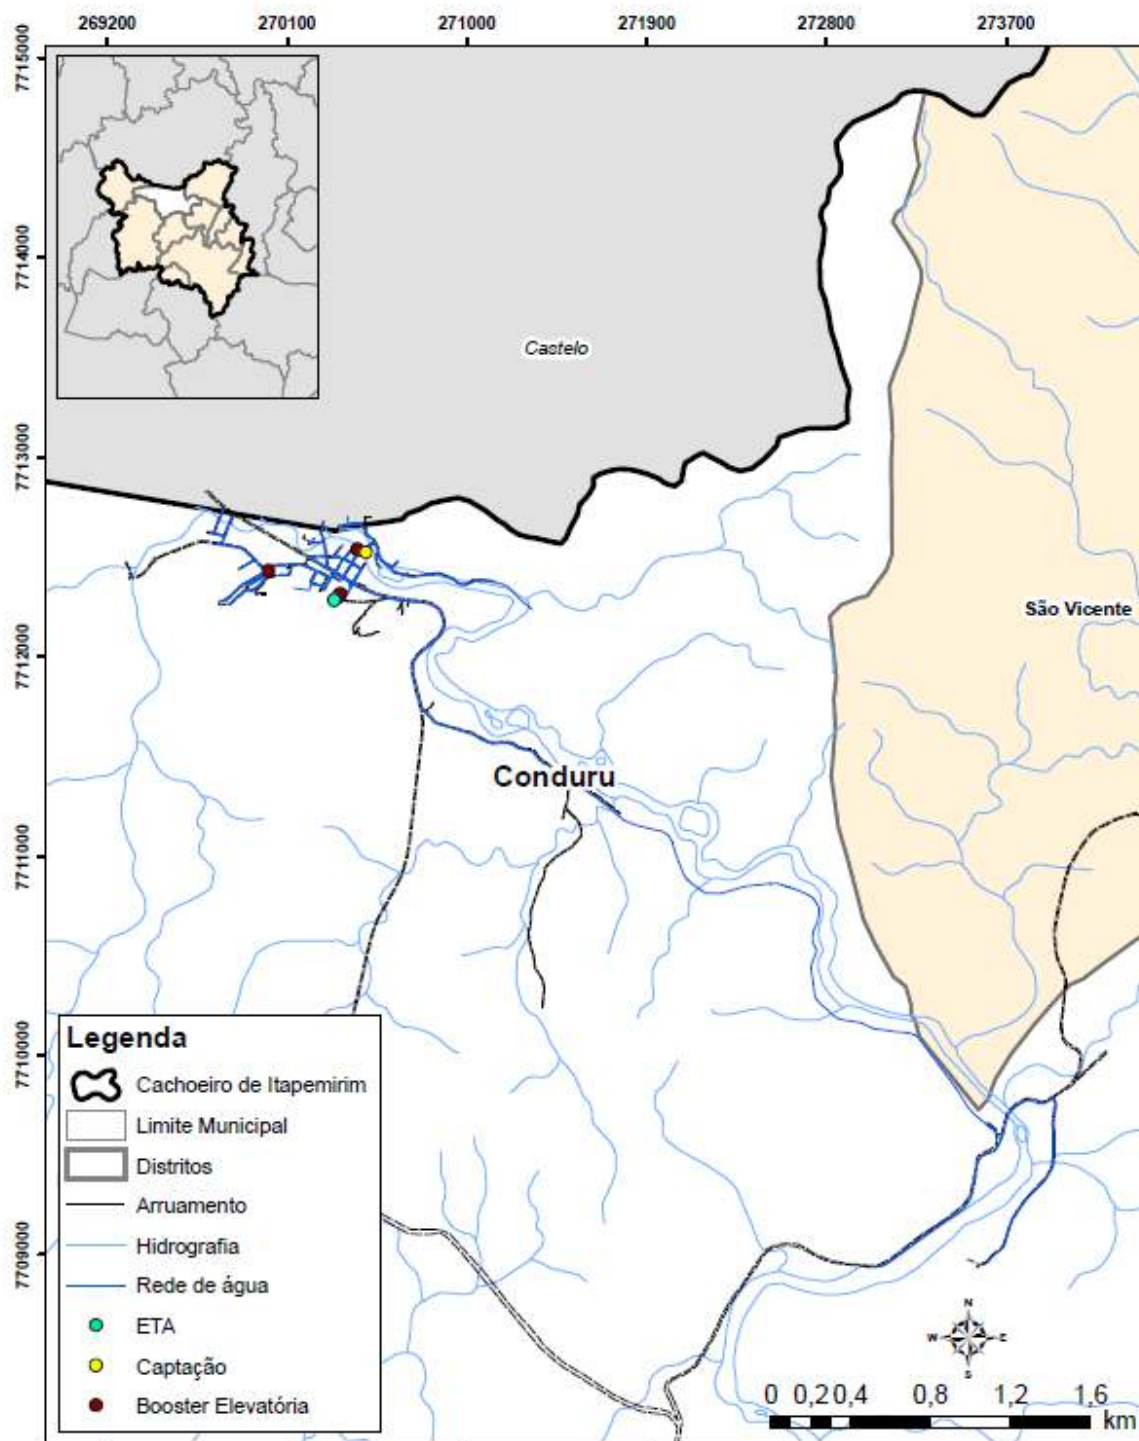 269200 270100 271000 271900 272800 273700
7715000
7714000
Castelo
7713000
São Vicente
7712000
Conduru
7711000
7710000
Legenda
Cachoeiro de Itapemirim
Limite Municipal
Distritos
Arruamento
Hidrografia
Rede de água
ETA
Captação
Booster Elevatória
7709000
N
W E
S
0 0,20,4 0,8 1,2 1,6
km